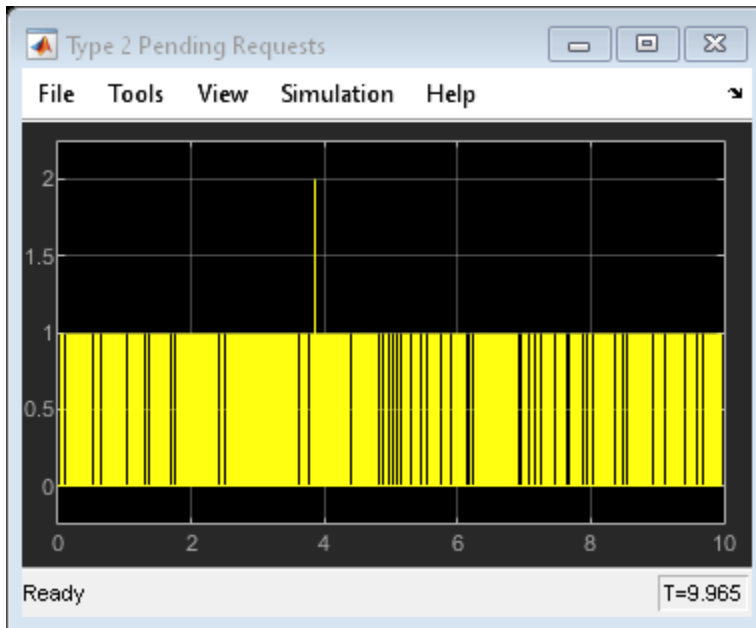 Type 2 Pending Requests
File Tools View Simulation Help
2
1.5
1
0.5
0
0 2 4 6 8 10
Ready T=9.965